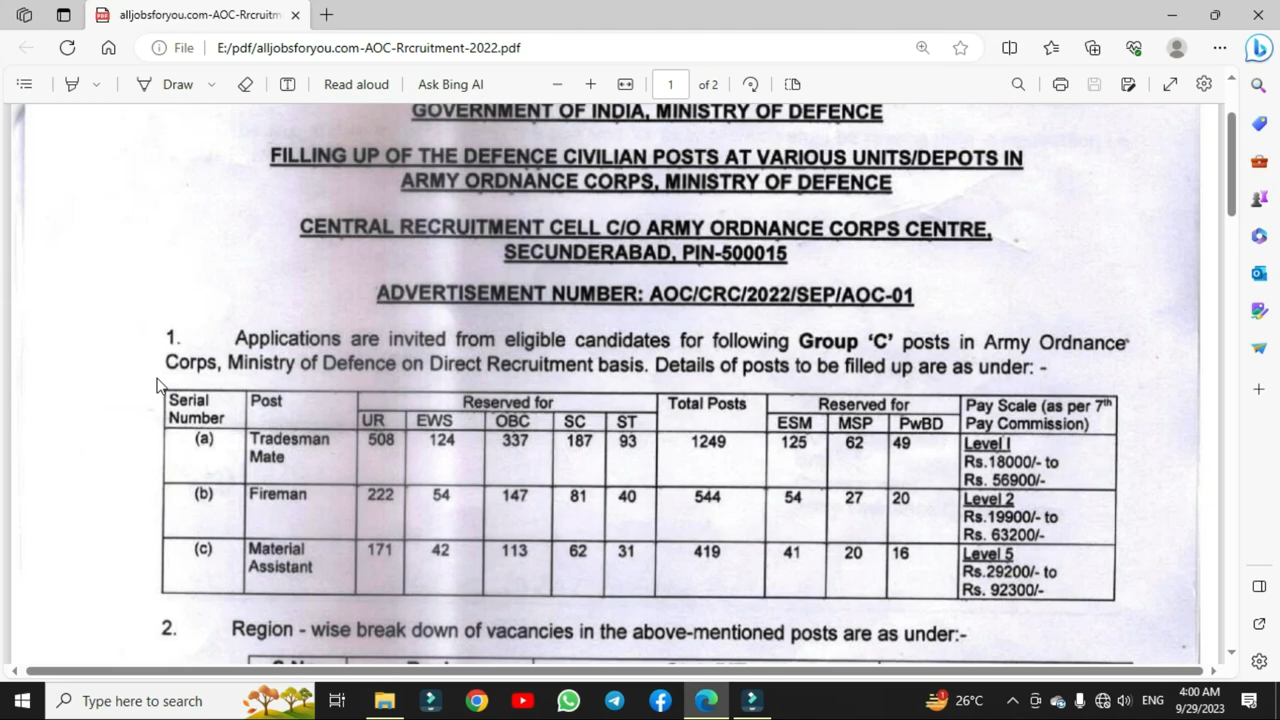 alljobsforyou.com-AOC-Rrcruitm
File E:/pdf/alljobsforyou.com-AOC-Rrcruitment-2022.pdf
Draw Read aloud Ask Bing AI 1 of 2
GOVERNMENT OF INDIA, MINISTRY OF DEFENCE
FILLING UP OF THE DEFENCE CIVILIAN POSTS AT VARIOUS UNITS/DEPOTS IN
ARMY ORDNANCE CORPS, MINISTRY OF DEFENCE
CENTRAL RECRUITMENT CELL C/O ARMY ORDNANCE CORPS CENTRE,
SECUNDERABAD, PIN-500015
ADVERTISEMENT NUMBER: AOC/CRC/2022/SEP/AOC-01
1. Applications are invited from eligible candidates for following Group 'C' posts in Army Ordnance
Corps, Ministry of Defence on Direct Recruitment basis. Details of posts to be filled up are as under: -
Serial Post Reserved for Total Posts Reserved for Pay Scale (as per 7th
Number UR EWS OBC SC ST ESM MSP PwBD Pay Commission)
(a) Tradesman 508 124 337 187 93 1249 125 62 49 Level I
Mate Rs.18000/- to
Rs. 56900/-
(b) Fireman 222 54 147 81 40 544 54 27 20 Level 2
Rs.19900/- to
Rs. 63200/-
(c) Material 171 42 113 62 31 419 41 20 16 Level 5
Assistant Rs.29200/- to
Rs. 92300/-
2. Region - wise break down of vacancies in the above-mentioned posts are as under:-
Type here to search 26°C ENG 4:00 AM
9/29/2023